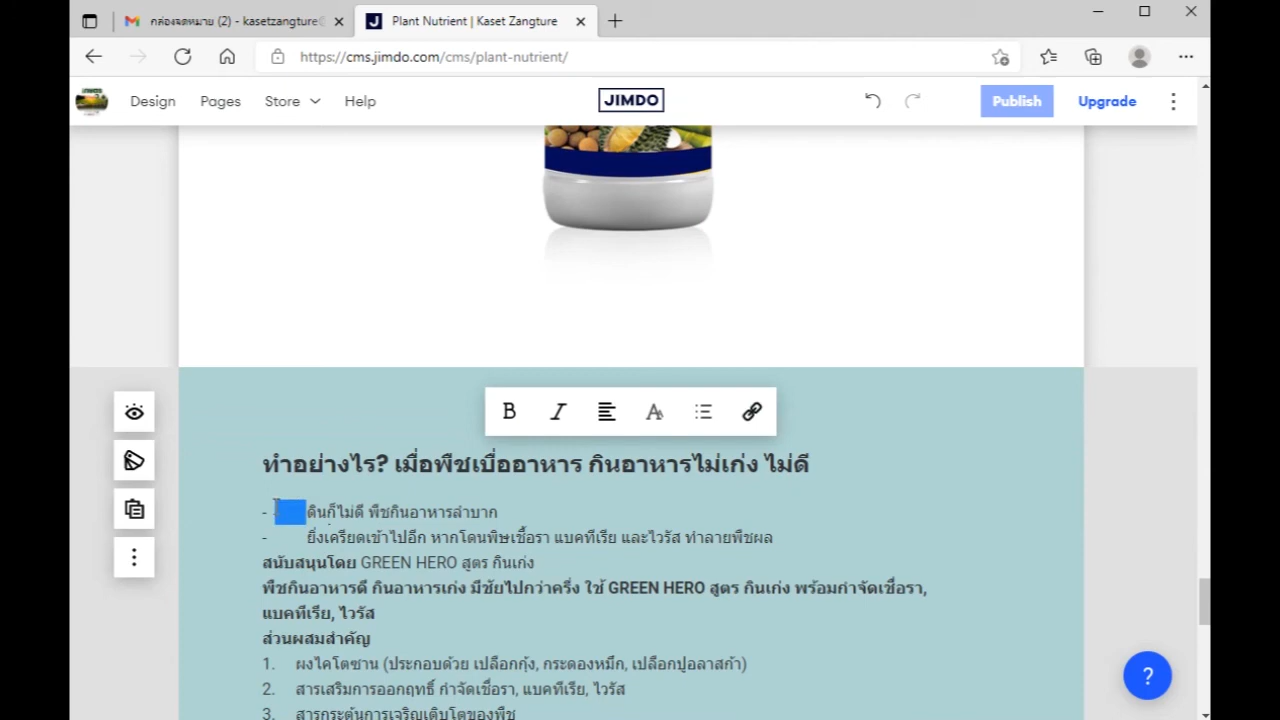 กล่องจดหมาย (2) - kasetzangture@
Plant Nutrient | Kaset Zangture
https://cms.jimdo.com/cms/plant-nutrient/
Design Pages Store Help JIMDO Publish Upgrade
B I
ทำอย่างไร? เมื่อพืชเบื่ออาหาร กินอาหารไม่เก่ง ไม่ดี
- ดินก็ไม่ดี พืชกินอาหารลำบาก
- ยิ่งเครียดเข้าไปอีก หากโดนพิษเชื้อรา แบคทีเรีย และไวรัส ทำลายพืชผล
สนับสนุนโดย GREEN HERO สูตร กินเก่ง
พืชกินอาหารดี กินอาหารเก่ง มีชัยไปกว่าครึ่ง ใช้ GREEN HERO สูตร กินเก่ง พร้อมกำจัดเชื้อรา,
แบคทีเรีย, ไวรัส
ส่วนผสมสำคัญ
1. ผงไคโตซาน (ประกอบด้วย เปลือกกุ้ง, กระดองหมึก, เปลือกปูอลาสก้า)
2. สารเสริมการออกฤทธิ์ กำจัดเชื้อรา, แบคทีเรีย, ไวรัส
3. สารกระตุ้นการเจริญเติบโตของพืช
?